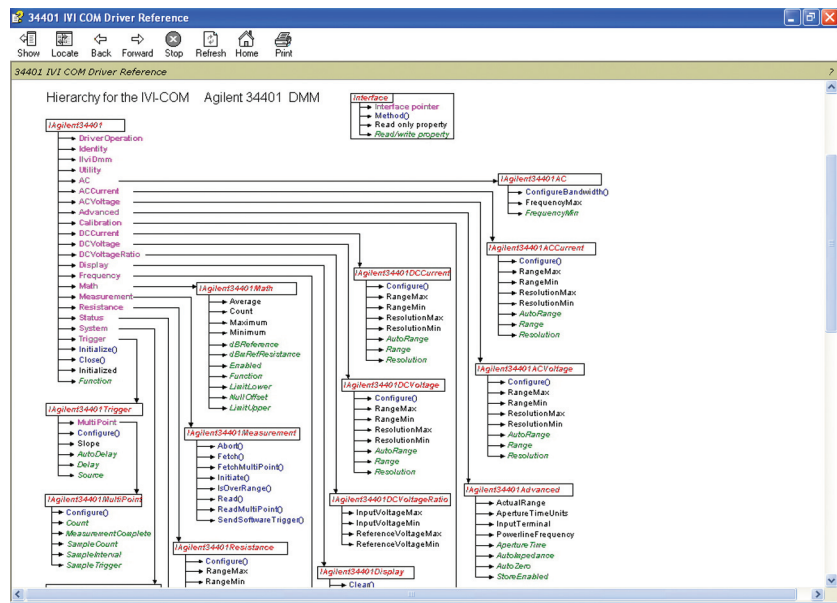 34401 IVI COM Driver Reference
Show Locate Back Forward Stop Refresh Home Print
34401 IVI COM Driver Reference ?
Hierarchy for the IVI-COM Agilent 34401 DMM
Interface
Interface pointer
Method()
Read only property
Read/write property
IAgilent34401
DriverOperation
Identity
IIviDmm
Utility
AC
ACCurrent
ACVoltage
Advanced
Calibration
DCCurrent
DCVoltage
DCVoltageRatio
Display
Frequency
Math
Measurement
Resistance
Status
System
Trigger
Initialize()
Close()
Initialized
Function
IAgilent34401Trigger
MultiPoint
Configure()
Slope
AutoDelay
Delay
Source
IAgilent34401MultiPoint
Configure()
Count
MeasurementComplete
SampleCount
SampleInterval
SampleTrigger
IAgilent34401Math
Average
Count
Maximum
Minimum
dBReference
dBmRefResistance
Enabled
Function
LimitLower
NullOffset
LimitUpper
IAgilent34401Measurement
Abort()
Fetch()
FetchMultiPoint()
Initiate()
IsOverRange()
Read()
ReadMultiPoint()
SendSoftwareTrigger()
IAgilent34401Resistance
Configure()
RangeMax
RangeMin
IAgilent34401DCCurrent
Configure()
RangeMax
RangeMin
ResolutionMax
ResolutionMin
AutoRange
Range
Resolution
IAgilent34401DCVoltage
Configure()
RangeMax
RangeMin
ResolutionMax
ResolutionMin
AutoRange
Range
Resolution
IAgilent34401DCVoltageRatio
InputVoltageMax
InputVoltageMin
ReferenceVoltageMax
ReferenceVoltageMin
IAgilent34401Display
Clear()
IAgilent34401AC
ConfigureBandwidth()
FrequencyMax
FrequencyMin
IAgilent34401ACCurrent
Configure()
RangeMax
RangeMin
ResolutionMax
ResolutionMin
AutoRange
Range
Resolution
IAgilent34401ACVoltage
Configure()
RangeMax
RangeMin
ResolutionMax
ResolutionMin
AutoRange
Range
Resolution
IAgilent34401Advanced
ActualRange
ApertureTimeUnits
InputTerminal
PowerlineFrequency
ApertureTime
AutoImpedance
AutoZero
StoreEnabled